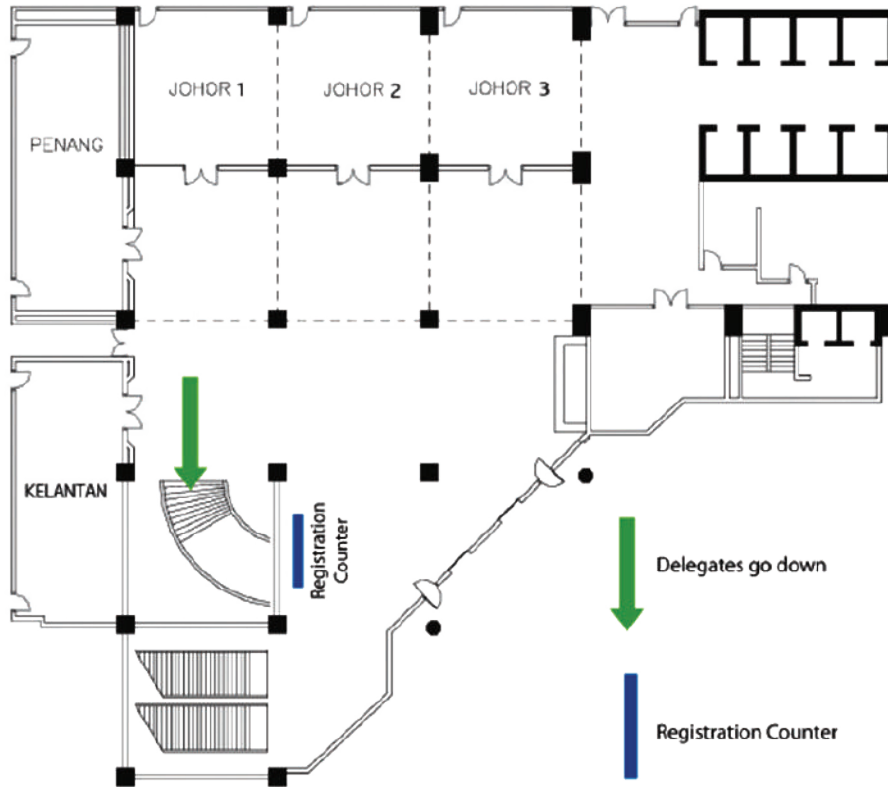 JOHOR 1
JOHOR 2
JOHOR 3
PENANG
KELANTAN
Registration
Counter
Delegates go down
Registration Counter